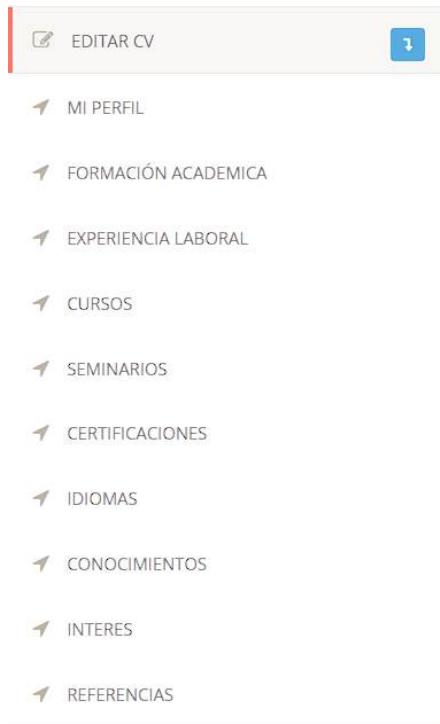 EDITAR CV
MI PERFIL
FORMACIÓN ACADEMICA
EXPERIENCIA LABORAL
CURSOS
SEMINARIOS
CERTIFICACIONES
IDIOMAS
CONOCIMIENTOS
INTERES
REFERENCIAS